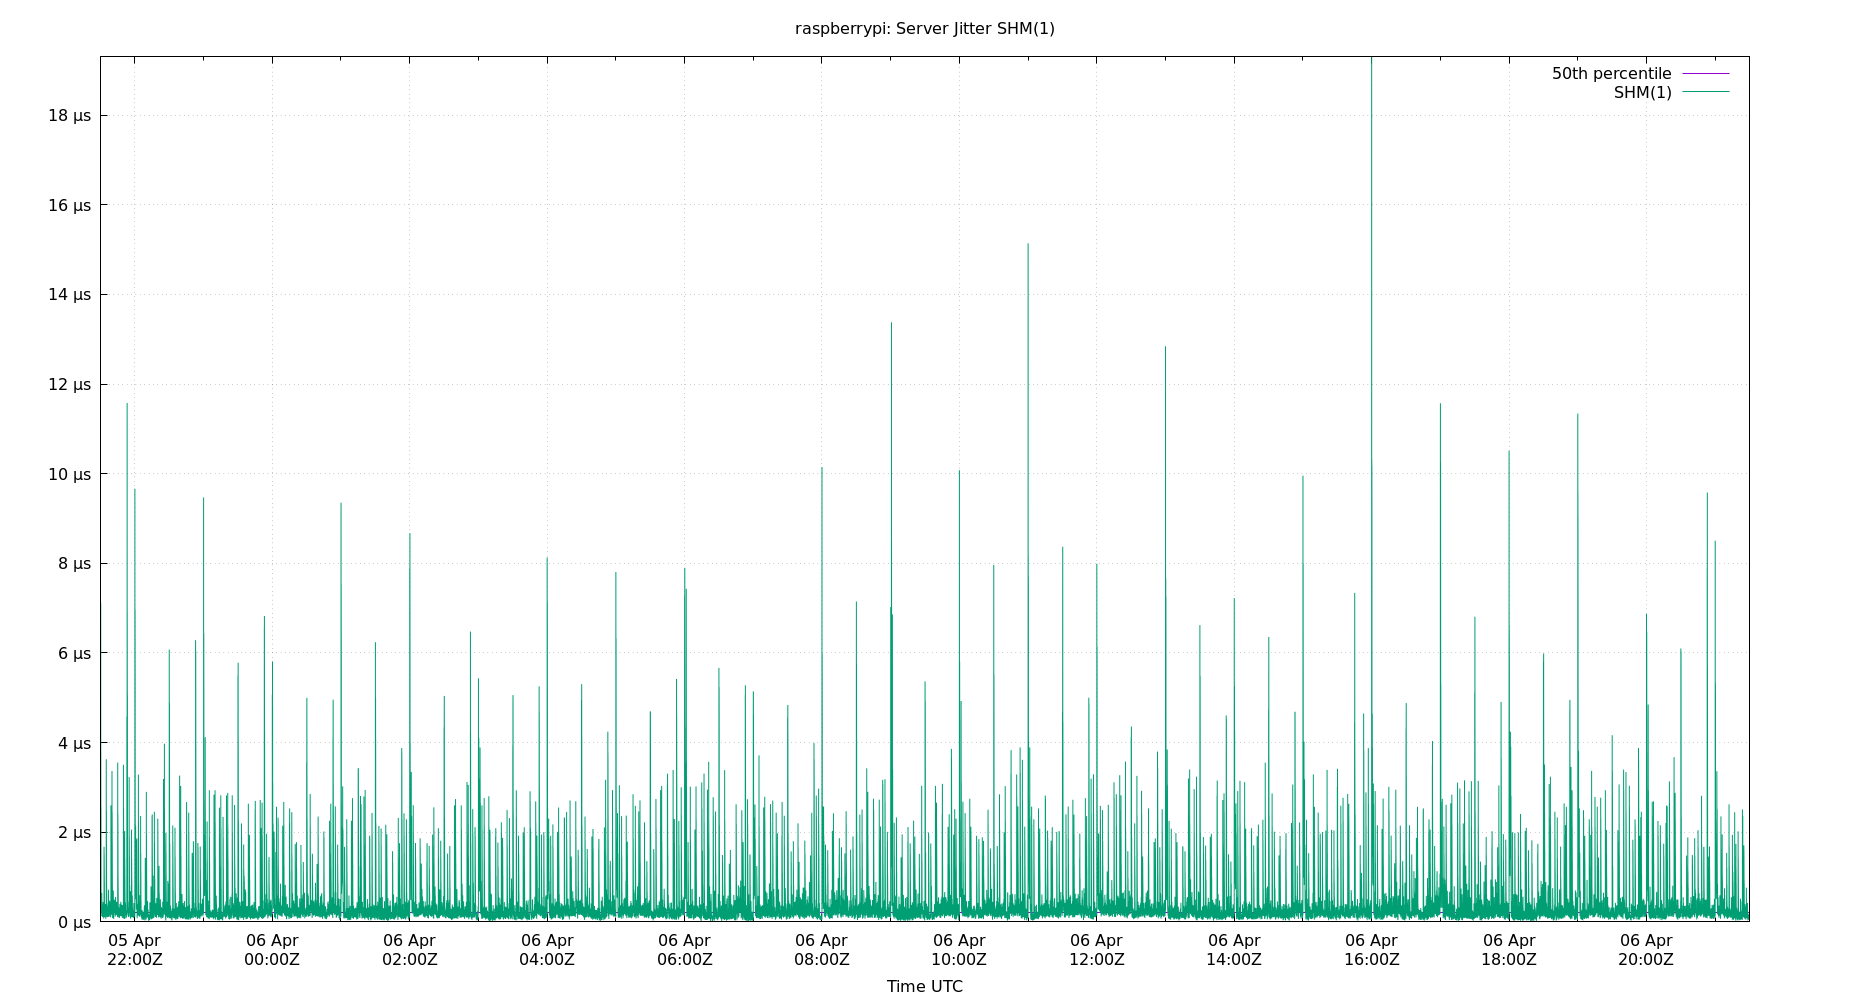 raspberrypi: Server Jitter SHM(1)
50th percentile
SHM(1)
18 µs
16 µs
14 µs
12 µs
10 µs
8 µs
6 µs
4 µs
2 µs
0 µs
05 Apr 06 Apr 06 Apr 06 Apr 06 Apr 06 Apr 06 Apr 06 Apr 06 Apr 06 Apr 06 Apr 06 Apr
22:00Z 00:00Z 02:00Z 04:00Z 06:00Z 08:00Z 10:00Z 12:00Z 14:00Z 16:00Z 18:00Z 20:00Z
Time UTC